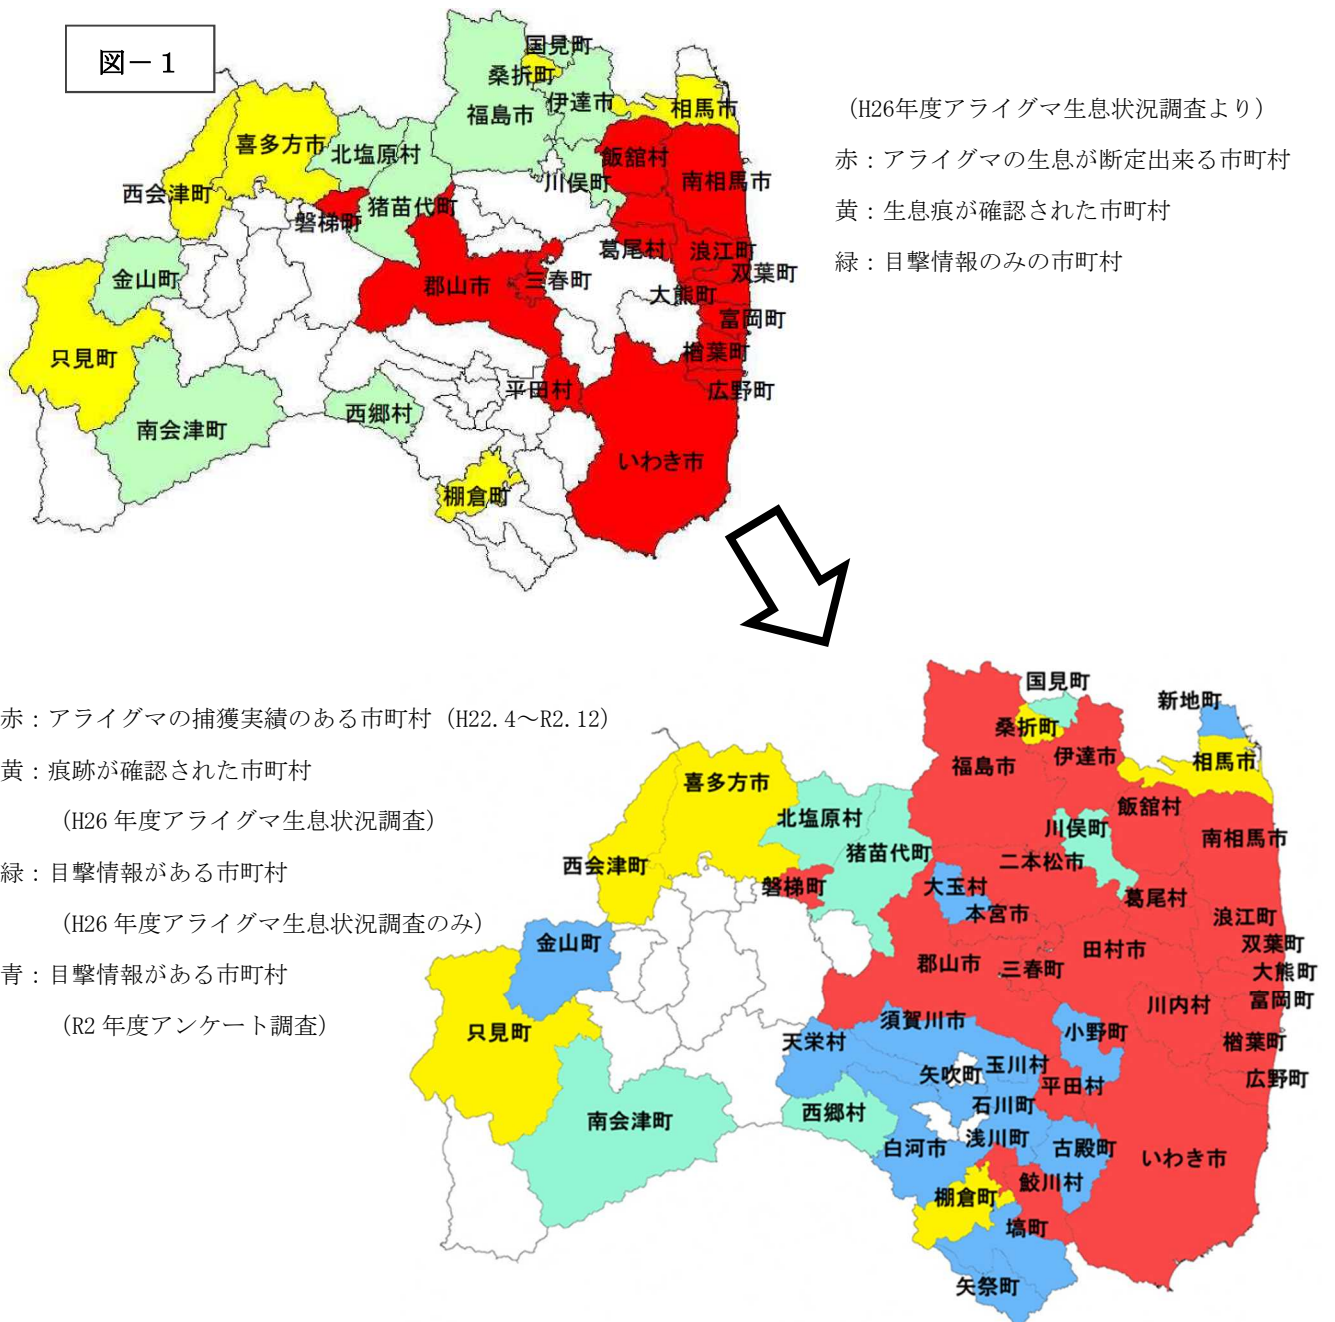 図－１
国見町
桑折町
伊達市
福島市
相馬市
喜多方市
北塩原村
飯舘村
川俣町
南相馬市
西会津町
猪苗代町
磐梯町
葛尾村
浪江町
双葉町
金山町
郡山市
三春町
大熊町
富岡町
只見町
楢葉町
平田村
広野町
西郷村
南会津町
いわき市
棚倉町
（H26年度アライグマ生息状況調査より）
赤：アライグマの生息が断定出来る市町村
黄：生息痕が確認された市町村
緑：目撃情報のみの市町村
赤：アライグマの捕獲実績のある市町村（H22.4～R2.12）
黄：痕跡が確認された市町村
（H26 年度アライグマ生息状況調査）
緑：目撃情報がある市町村
（H26 年度アライグマ生息状況調査のみ）
青：目撃情報がある市町村
（R2 年度アンケート調査）
国見町
新地町
桑折町
伊達市
相馬市
福島市
喜多方市
飯舘村
北塩原村
川俣町
南相馬市
猪苗代町
二本松市
西会津町
磐梯町
大玉村
葛尾村
本宮市
浪江町
金山町
双葉町
田村市
郡山市
三春町
大熊町
富岡町
川内村
須賀川市
只見町
小野町
天栄村
楢葉町
玉川村
矢吹町
平田村
広野町
石川町
西郷村
南会津町
浅川町
白河市
古殿町
いわき市
鮫川村
棚倉町
塙町
矢祭町